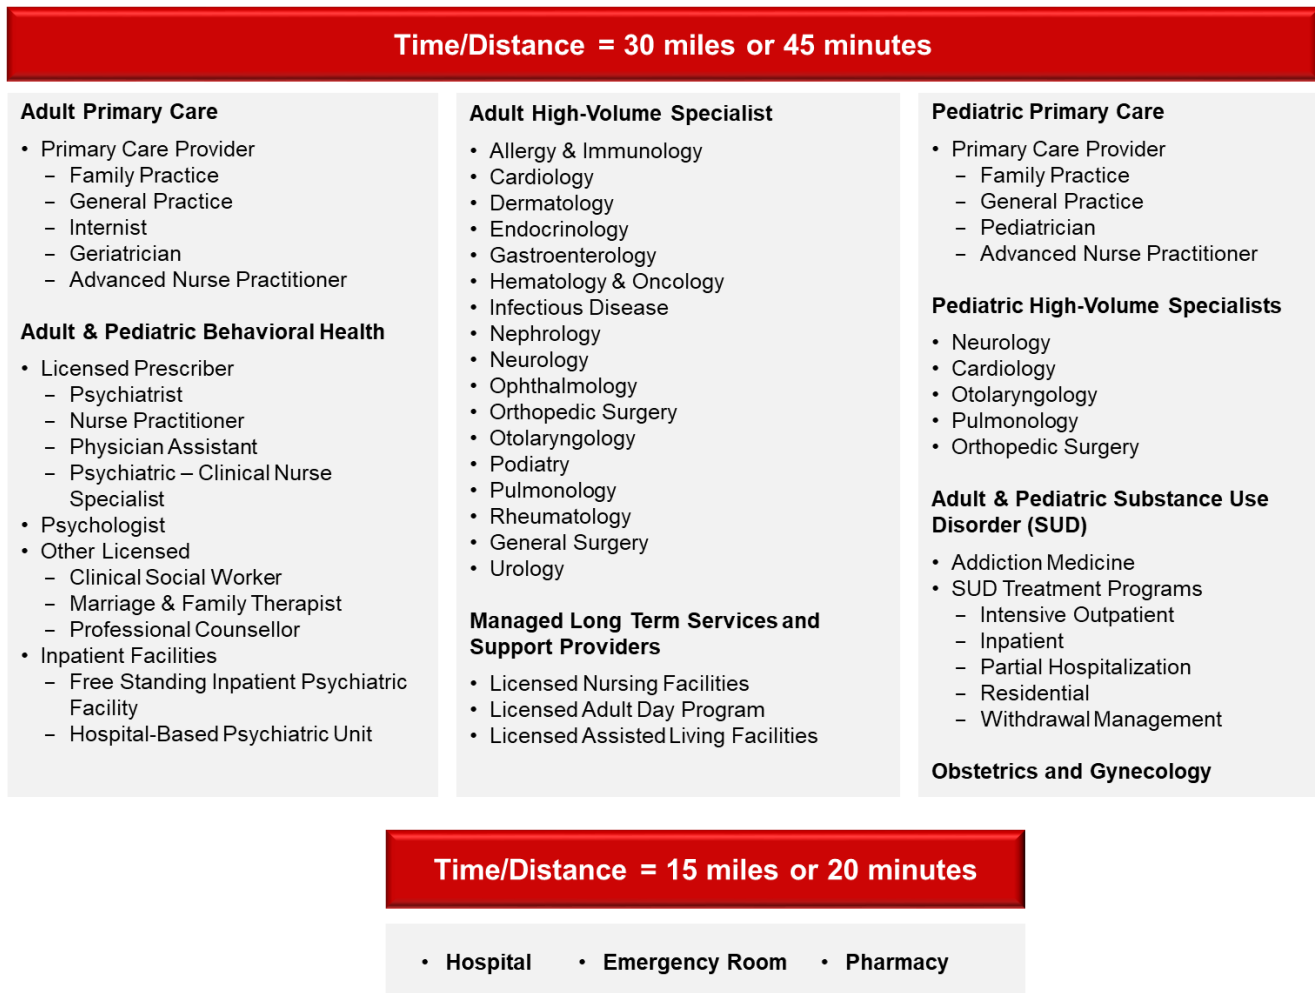 Time/Distance = 30 miles or 45 minutes
Adult Primary Care
• Primary Care Provider
– Family Practice
– General Practice
– Internist
– Geriatrician
– Advanced Nurse Practitioner
Adult & Pediatric Behavioral Health
• Licensed Prescriber
– Psychiatrist
– Nurse Practitioner
– Physician Assistant
– Psychiatric – Clinical Nurse
Specialist
• Psychologist
• Other Licensed
– Clinical Social Worker
– Marriage & Family Therapist
– Professional Counsellor
• Inpatient Facilities
– Free Standing Inpatient Psychiatric
Facility
– Hospital-Based Psychiatric Unit
Adult High-Volume Specialist
• Allergy & Immunology
• Cardiology
• Dermatology
• Endocrinology
• Gastroenterology
• Hematology & Oncology
• Infectious Disease
• Nephrology
• Neurology
• Ophthalmology
• Orthopedic Surgery
• Otolaryngology
• Podiatry
• Pulmonology
• Rheumatology
• General Surgery
• Urology
Managed Long Term Services and
Support Providers
• Licensed Nursing Facilities
• Licensed Adult Day Program
• Licensed Assisted Living Facilities
Pediatric Primary Care
• Primary Care Provider
– Family Practice
– General Practice
– Pediatrician
– Advanced Nurse Practitioner
Pediatric High-Volume Specialists
• Neurology
• Cardiology
• Otolaryngology
• Pulmonology
• Orthopedic Surgery
Adult & Pediatric Substance Use
Disorder (SUD)
• Addiction Medicine
• SUD Treatment Programs
– Intensive Outpatient
– Inpatient
– Partial Hospitalization
– Residential
– Withdrawal Management
Obstetrics and Gynecology
Time/Distance = 15 miles or 20 minutes
• Hospital • Emergency Room • Pharmacy